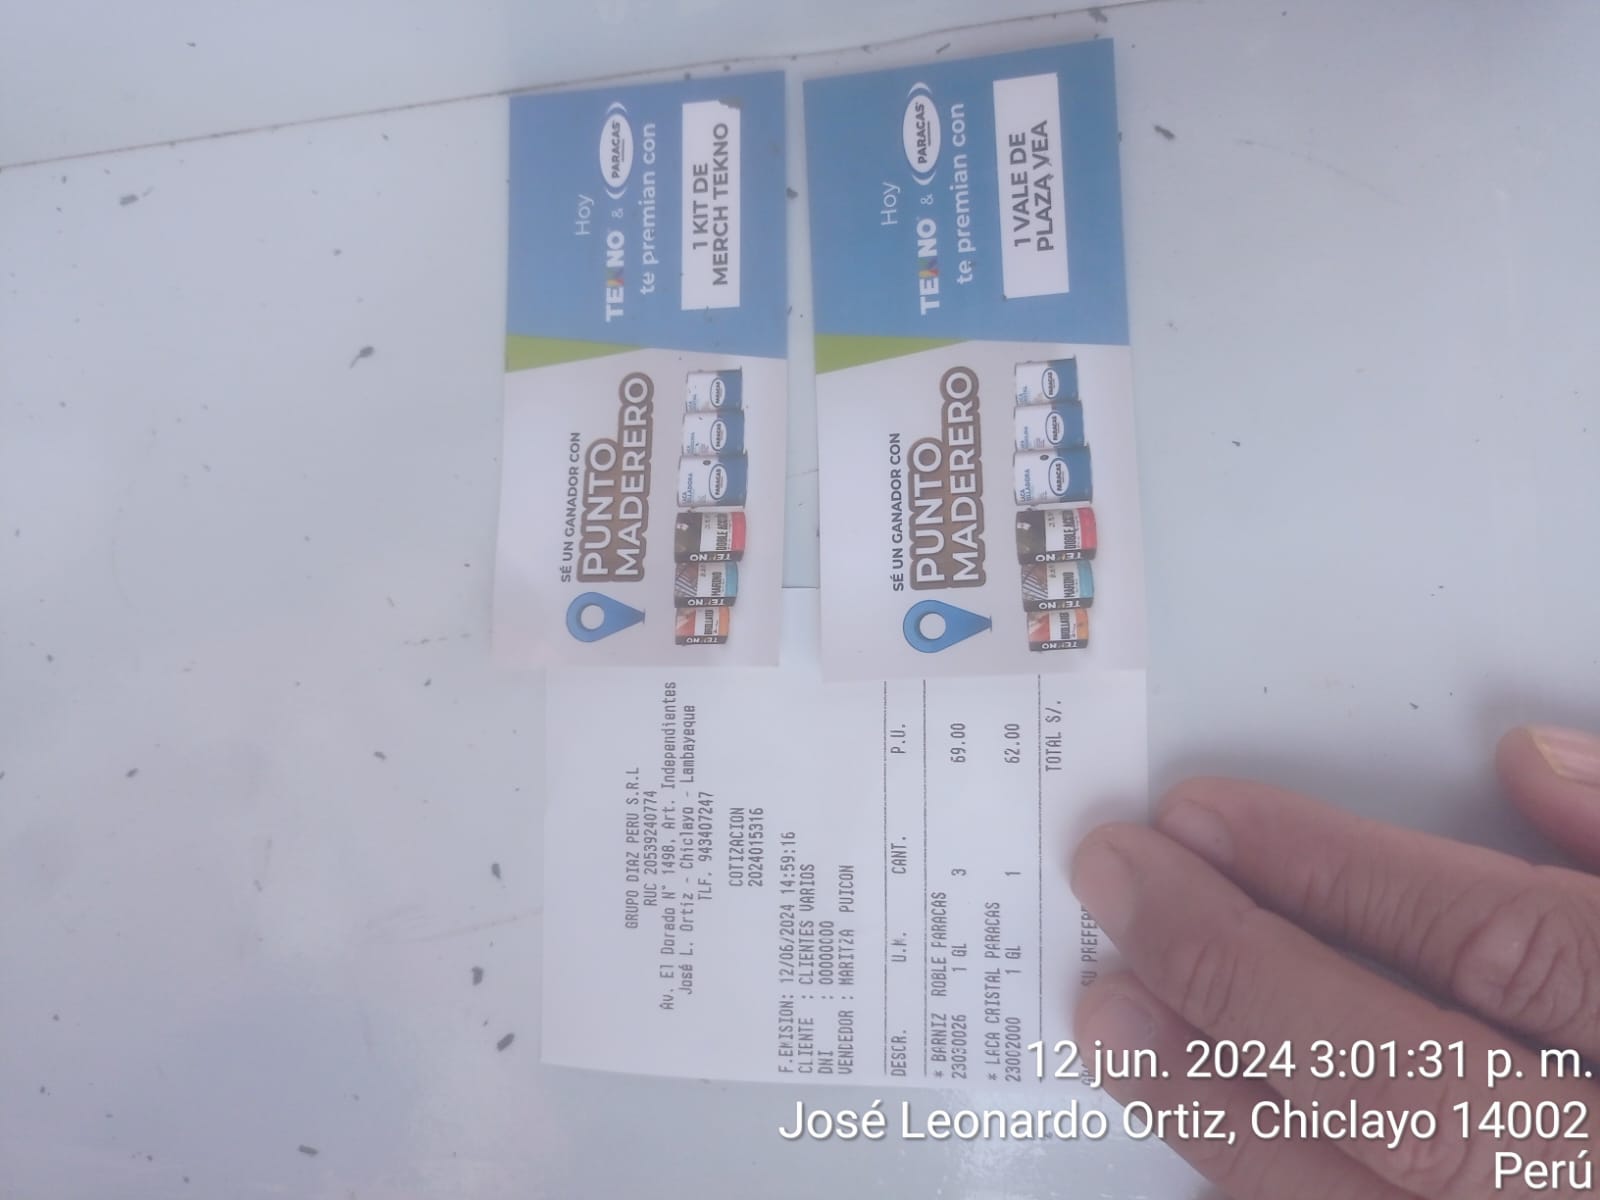 SÉ UN GANADOR CON
PUNTO
MADERERO
Hoy
TEKNO & PARACAS
te premian con
1 KIT DE
MERCH TEKNO
SÉ UN GANADOR CON
PUNTO
MADERERO
Hoy
TEKNO & PARACAS
te premian con
1 VALE DE
PLAZA VEA
GRUPO DIAZ PERU S.R.L
RUC 20539240774
Av. El Dorado N° 1498, Art. Independientes
José L. Ortiz - Chiclayo - Lambayeque
TLF. 943407247
COTIZACION
2024015316
F.EMISION: 12/06/2024 14:59:16
CLIENTE : CLIENTES VARIOS
DNI : 00000000
VENDEDOR : MARITZA PUICON
DESCR. U.M. CANT. P.U.
* BARNIZ ROBLE PARACAS
23030026 1 GL 3 69.00
* LACA CRISTAL PARACAS
23002000 1 GL 1 62.00
TOTAL S/.
SU
12 jun. 2024 3:01:31 p. m.
José Leonardo Ortiz, Chiclayo 14002
Perú